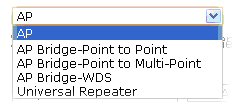 AP
AP
AP Bridge-Point to Point
AP Bridge-Point to Multi-Point
AP Bridge-WDS
Universal Repeater